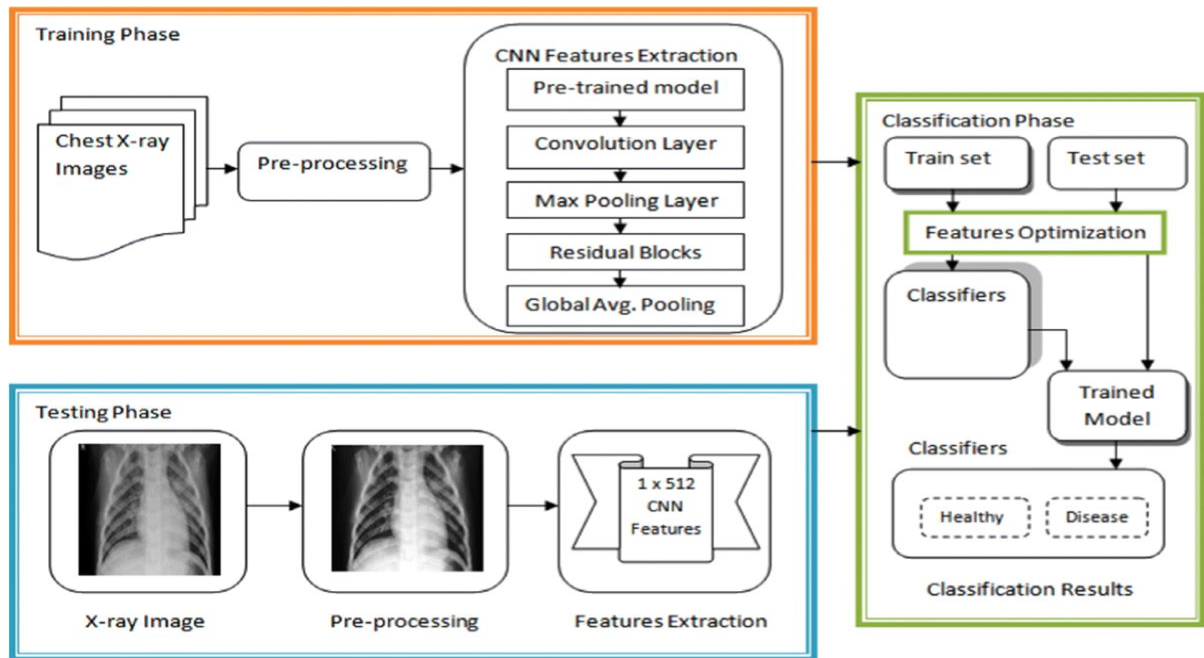 Training Phase
Chest X-ray
Images
Pre-processing
CNN Features Extraction
Pre-trained model
Convolution Layer
Max Pooling Layer
Residual Blocks
Global Avg. Pooling
Testing Phase
1 x 512
CNN
Features
X-ray Image
Pre-processing
Features Extraction
Classification Phase
Train set
Test set
Features Optimization
Classifiers
Trained
Model
Classifiers
Healthy
Disease
Classification Results